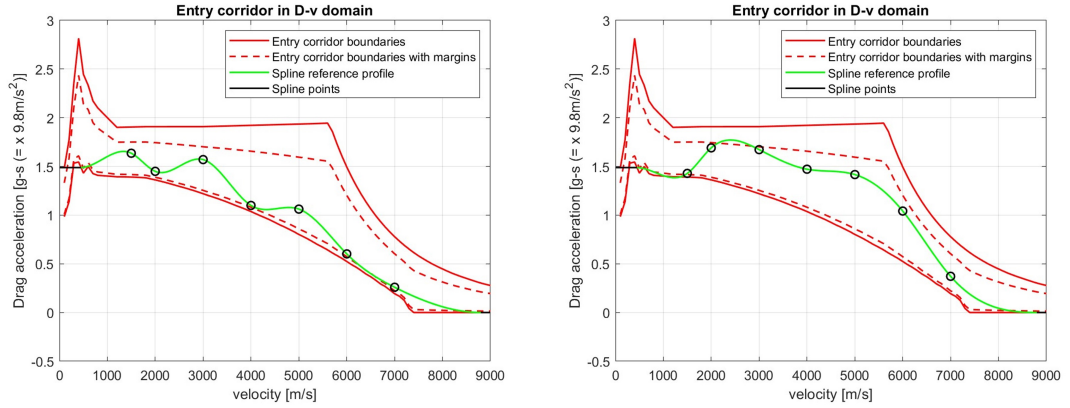 Entry corridor in D-v domain
Drag acceleration [g-s (= x 9.8m/s²)]
3
2.5
2
1.5
1
0.5
0
-0.5
Entry corridor boundaries
Entry corridor boundaries with margins
Spline reference profile
Spline points
0 1000 2000 3000 4000 5000 6000 7000 8000 9000
velocity [m/s]
Entry corridor in D-v domain
Drag acceleration [g-s (= x 9.8m/s²)]
3
2.5
2
1.5
1
0.5
0
-0.5
Entry corridor boundaries
Entry corridor boundaries with margins
Spline reference profile
Spline points
0 1000 2000 3000 4000 5000 6000 7000 8000 9000
velocity [m/s]